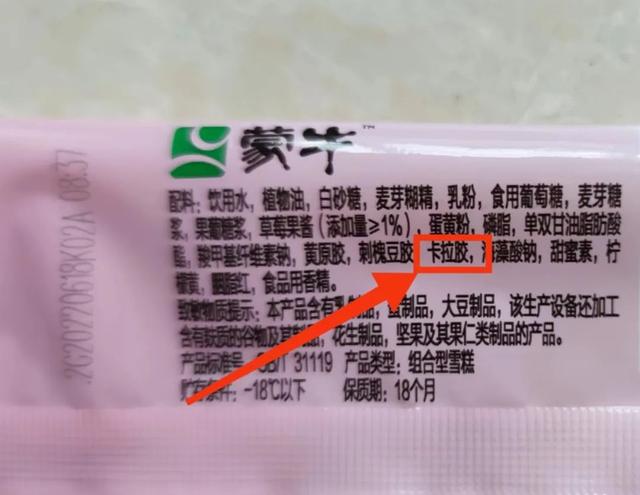 蒙牛™
配料：饮用水，植物油，白砂糖，麦芽糊精，乳粉，食用葡萄糖，麦芽糖
浆，果葡糖浆，草莓果酱（添加量≥1%），蛋黄粉，磷脂，单双甘油脂肪酸
酯，羧甲基纤维素钠，黄原胶，刺槐豆胶，卡拉胶，海藻酸钠，甜蜜素，柠
檬黄，胭脂红，食品用香精。
致敏物质提示：本产品含有乳制品，蛋制品，大豆制品，该生产设备还加工
含有麸质的谷物及其制品，花生制品，坚果及其果仁类制品的产品。
产品标准号：GB/T 31119 产品类型：组合型雪糕
贮存条件：-18℃以下 保质期：18个月
.2G20220618K02A 08:37